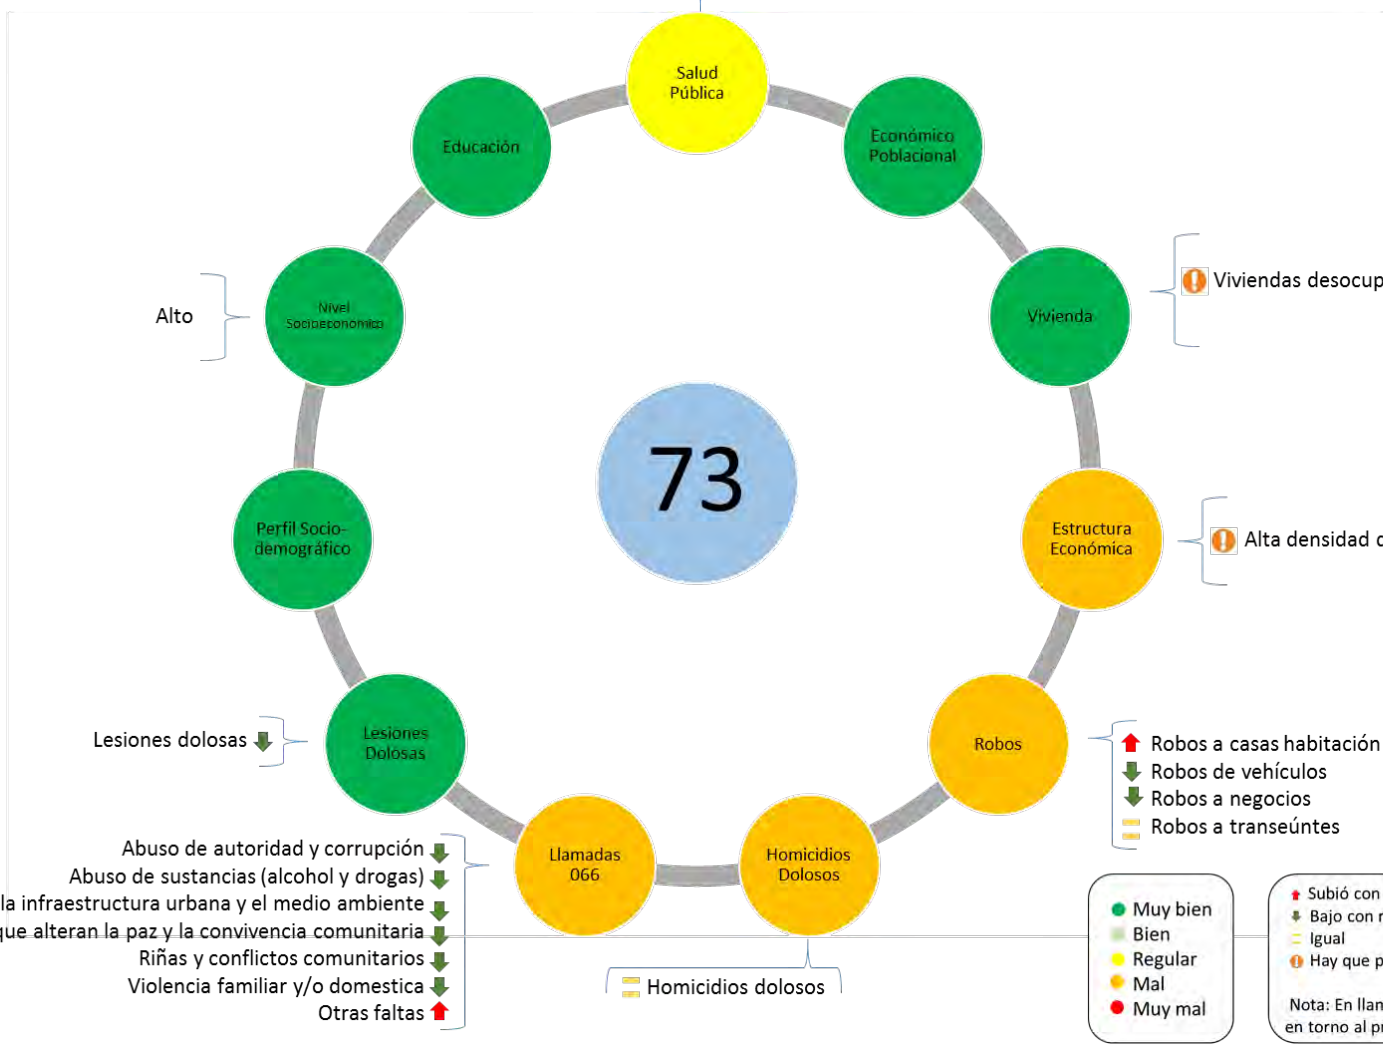 Salud
Pública
Educación
Económico
Poblacional
Nivel
Socioeconómico
Alto
Vivienda
Viviendas desocup
73
Perfil Socio-
demográfico
Estructura
Económica
Alta densidad d
Lesiones
Dolosas
Lesiones dolosas
Robos
Robos a casas habitación
Robos de vehículos
Robos a negocios
Robos a transeúntes
Llamadas
066
Homicidios
Dolosos
Abuso de autoridad y corrupción
Abuso de sustancias (alcohol y drogas)
la infraestructura urbana y el medio ambiente
que alteran la paz y la convivencia comunitaria
Riñas y conflictos comunitarios
Violencia familiar y/o domestica
Otras faltas
Homicidios dolosos
Muy bien
Bien
Regular
Mal
Muy mal
Subió con
Bajo con r
Igual
Hay que p
Nota: En llam
en torno al pr